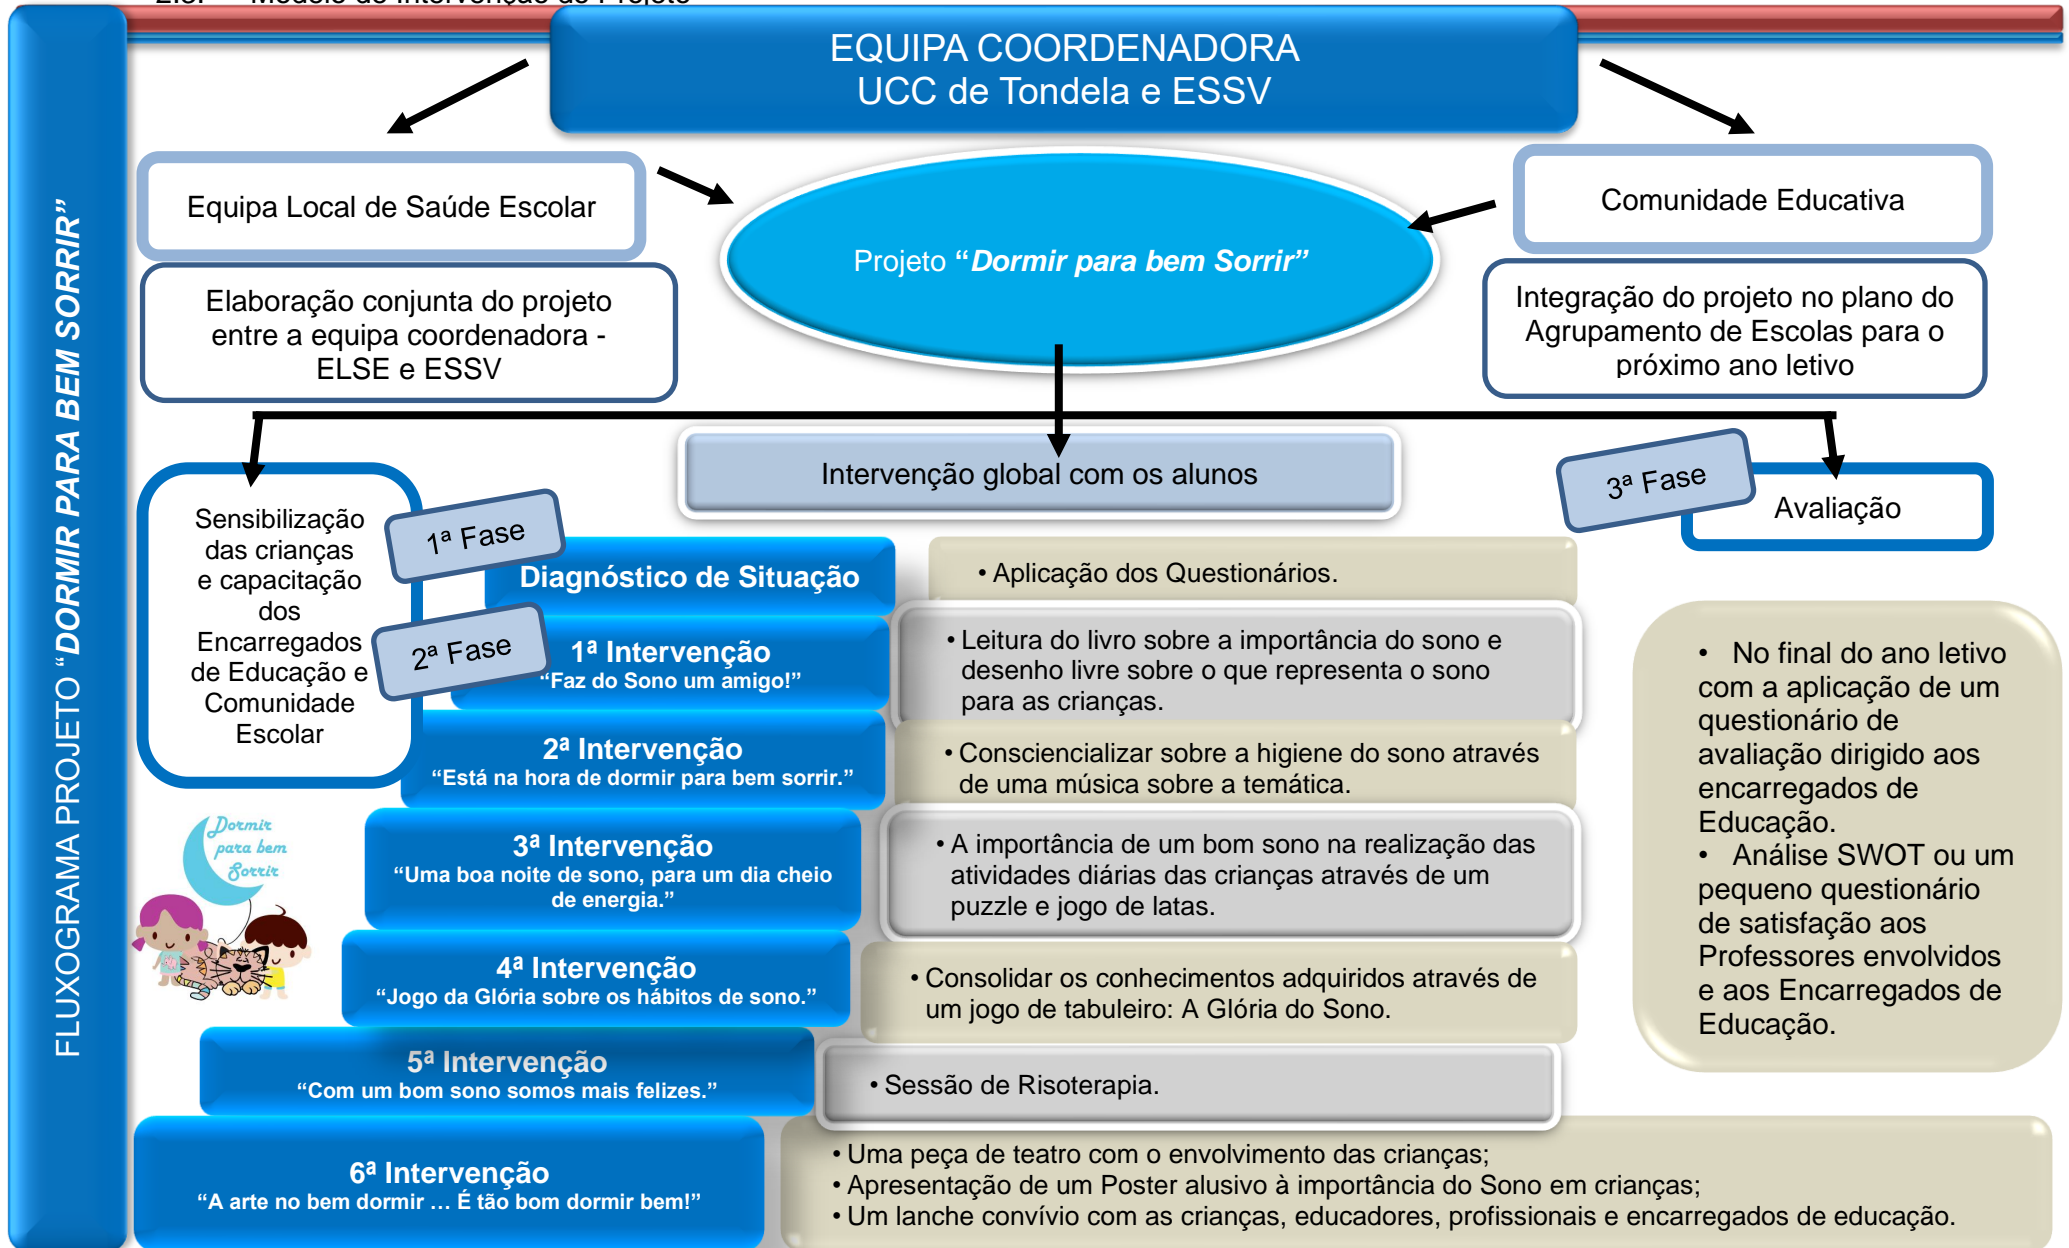 2.3. Modelo de Intervenção do Projeto
EQUIPA COORDENADORA
UCC de Tondela e ESSV
FLUXOGRAMA PROJETO “DORMIR PARA BEM SORRIR”
Equipa Local de Saúde Escolar
Comunidade Educativa
Projeto “Dormir para bem Sorrir”
Elaboração conjunta do projeto
entre a equipa coordenadora -
ELSE e ESSV
Integração do projeto no plano do
Agrupamento de Escolas para o
próximo ano letivo
Intervenção global com os alunos
Sensibilização
das crianças
e capacitação
dos
Encarregados
de Educação e
Comunidade
Escolar
1ª Fase
Diagnóstico de Situação
• Aplicação dos Questionários.
2ª Fase
1ª Intervenção
“Faz do Sono um amigo!”
• Leitura do livro sobre a importância do sono e
desenho livre sobre o que representa o sono
para as crianças.
2ª Intervenção
“Está na hora de dormir para bem sorrir.”
• Consciencializar sobre a higiene do sono através
de uma música sobre a temática.
3ª Intervenção
“Uma boa noite de sono, para um dia cheio
de energia.”
• A importância de um bom sono na realização das
atividades diárias das crianças através de um
puzzle e jogo de latas.
4ª Intervenção
“Jogo da Glória sobre os hábitos de sono.”
• Consolidar os conhecimentos adquiridos através de
um jogo de tabuleiro: A Glória do Sono.
5ª Intervenção
“Com um bom sono somos mais felizes.”
• Sessão de Risoterapia.
6ª Intervenção
“A arte no bem dormir … É tão bom dormir bem!”
• Uma peça de teatro com o envolvimento das crianças;
• Apresentação de um Poster alusivo à importância do Sono em crianças;
• Um lanche convívio com as crianças, educadores, profissionais e encarregados de educação.
3ª Fase
Avaliação
• No final do ano letivo
com a aplicação de um
questionário de
avaliação dirigido aos
encarregados de
Educação.
• Análise SWOT ou um
pequeno questionário
de satisfação aos
Professores envolvidos
e aos Encarregados de
Educação.
Dormir
para bem
Sorrir